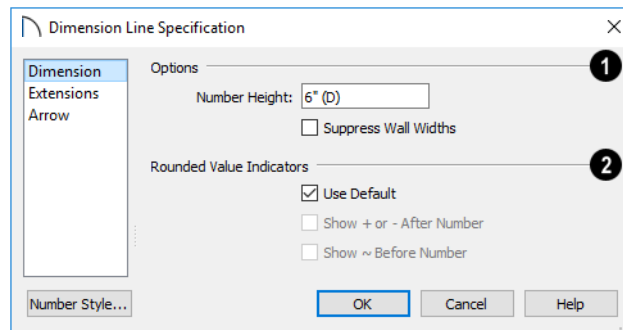 Dimension Line Specification
Dimension
Extensions
Arrow
Options
1
Number Height: 6" (D)
Suppress Wall Widths
Rounded Value Indicators
2
Use Default
Show + or - After Number
Show ~ Before Number
Number Style...
OK
Cancel
Help